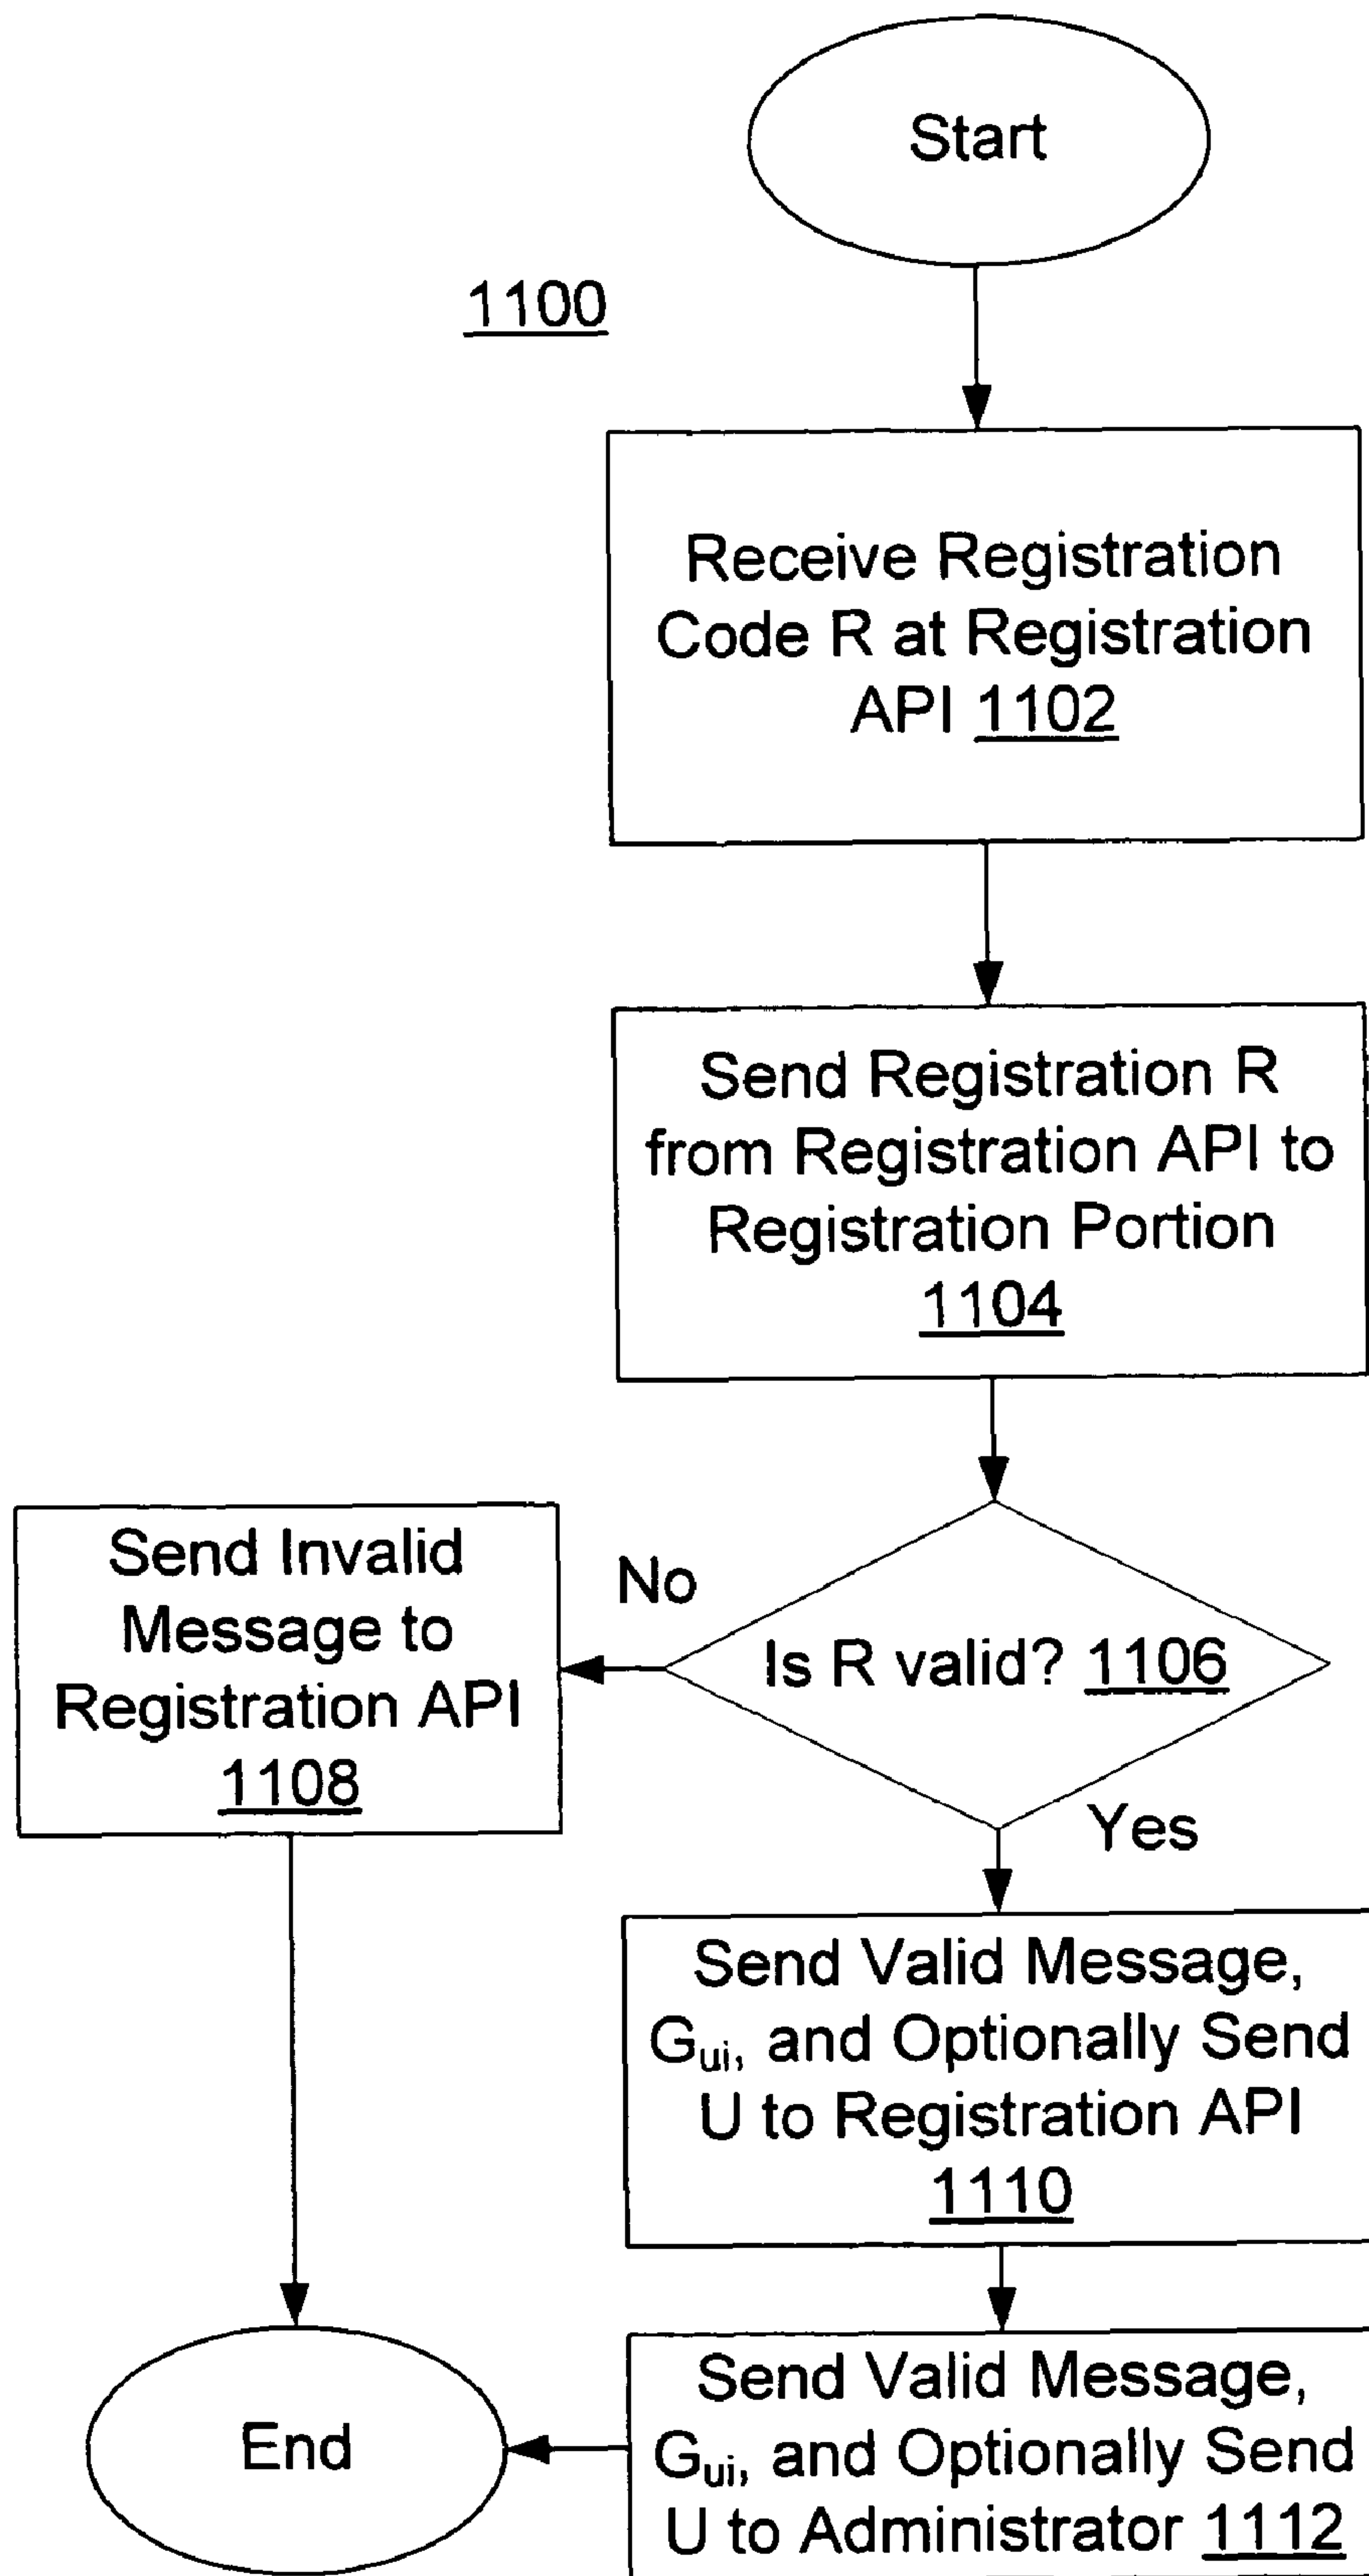 Start
1100
Receive Registration
Code R at Registration
API 1102
Send Registration R
from Registration API to
Registration Portion
1104
Is R valid? 1106
No
Send Invalid
Message to
Registration API
1108
Yes
Send Valid Message,
Gui, and Optionally Send
U to Registration API
1110
Send Valid Message,
Gui, and Optionally Send
U to Administrator 1112
End